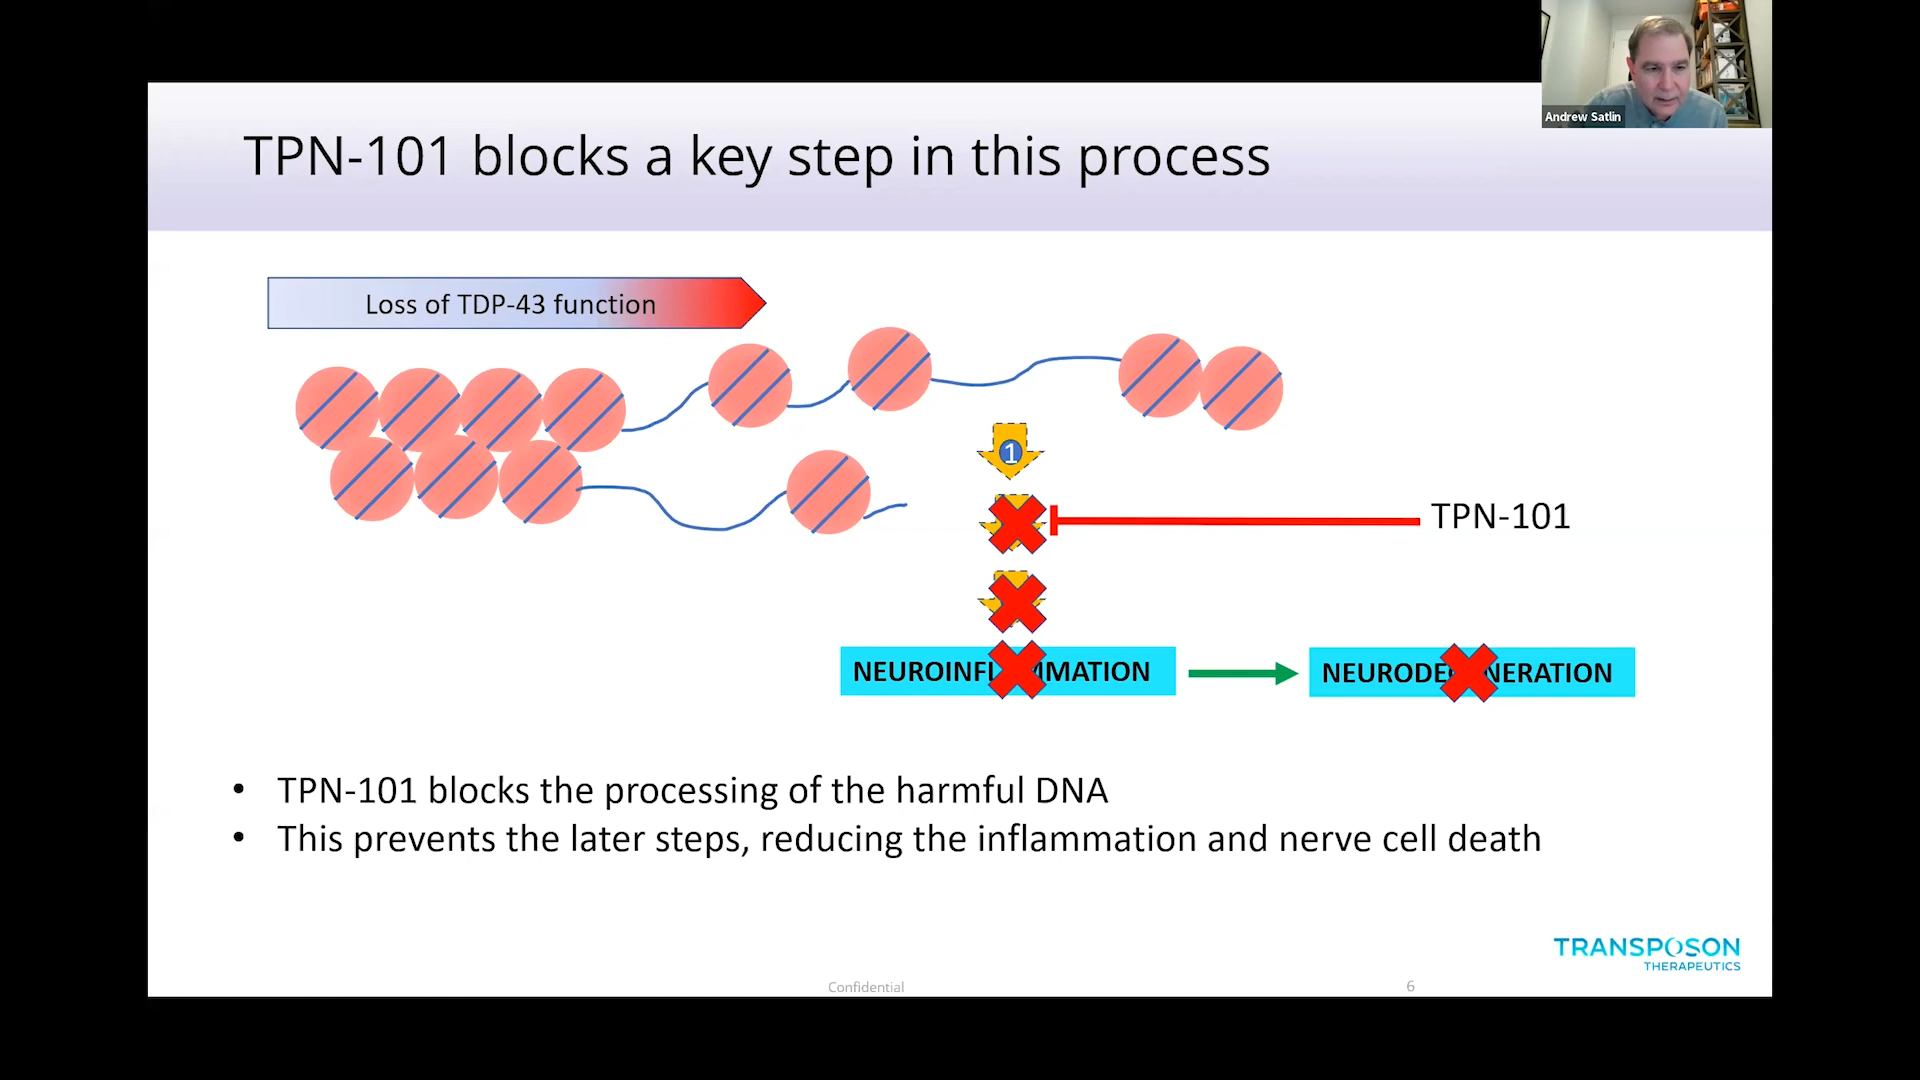 Andrew Satlin
TPN-101 blocks a key step in this process
Loss of TDP-43 function
1
TPN-101
NEUROINFLAMMATION
NEURODEGENERATION
• TPN-101 blocks the processing of the harmful DNA
• This prevents the later steps, reducing the inflammation and nerve cell death
TRANSPOSON
THERAPEUTICS
Confidential
6